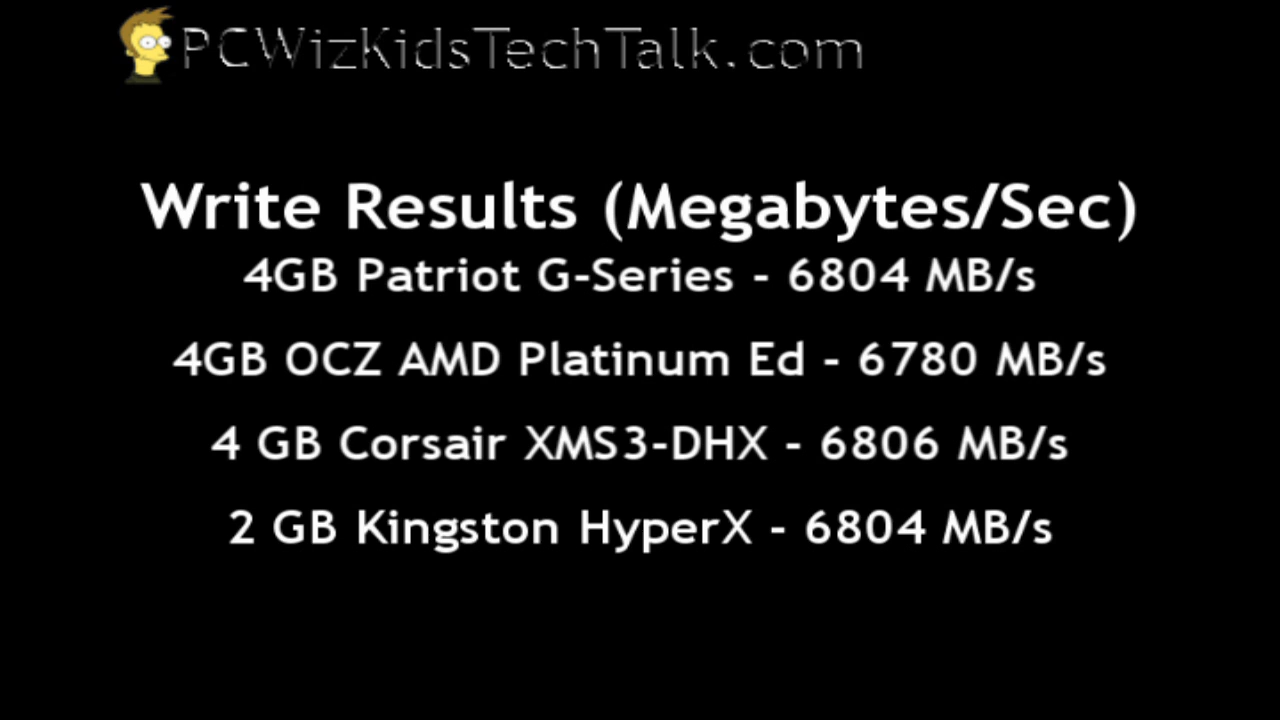 PCWizKidsTechTalk.com
Write Results (Megabytes/Sec)
4GB Patriot G-Series - 6804 MB/s
4GB OCZ AMD Platinum Ed - 6780 MB/s
4 GB Corsair XMS3-DHX - 6806 MB/s
2 GB Kingston HyperX - 6804 MB/s